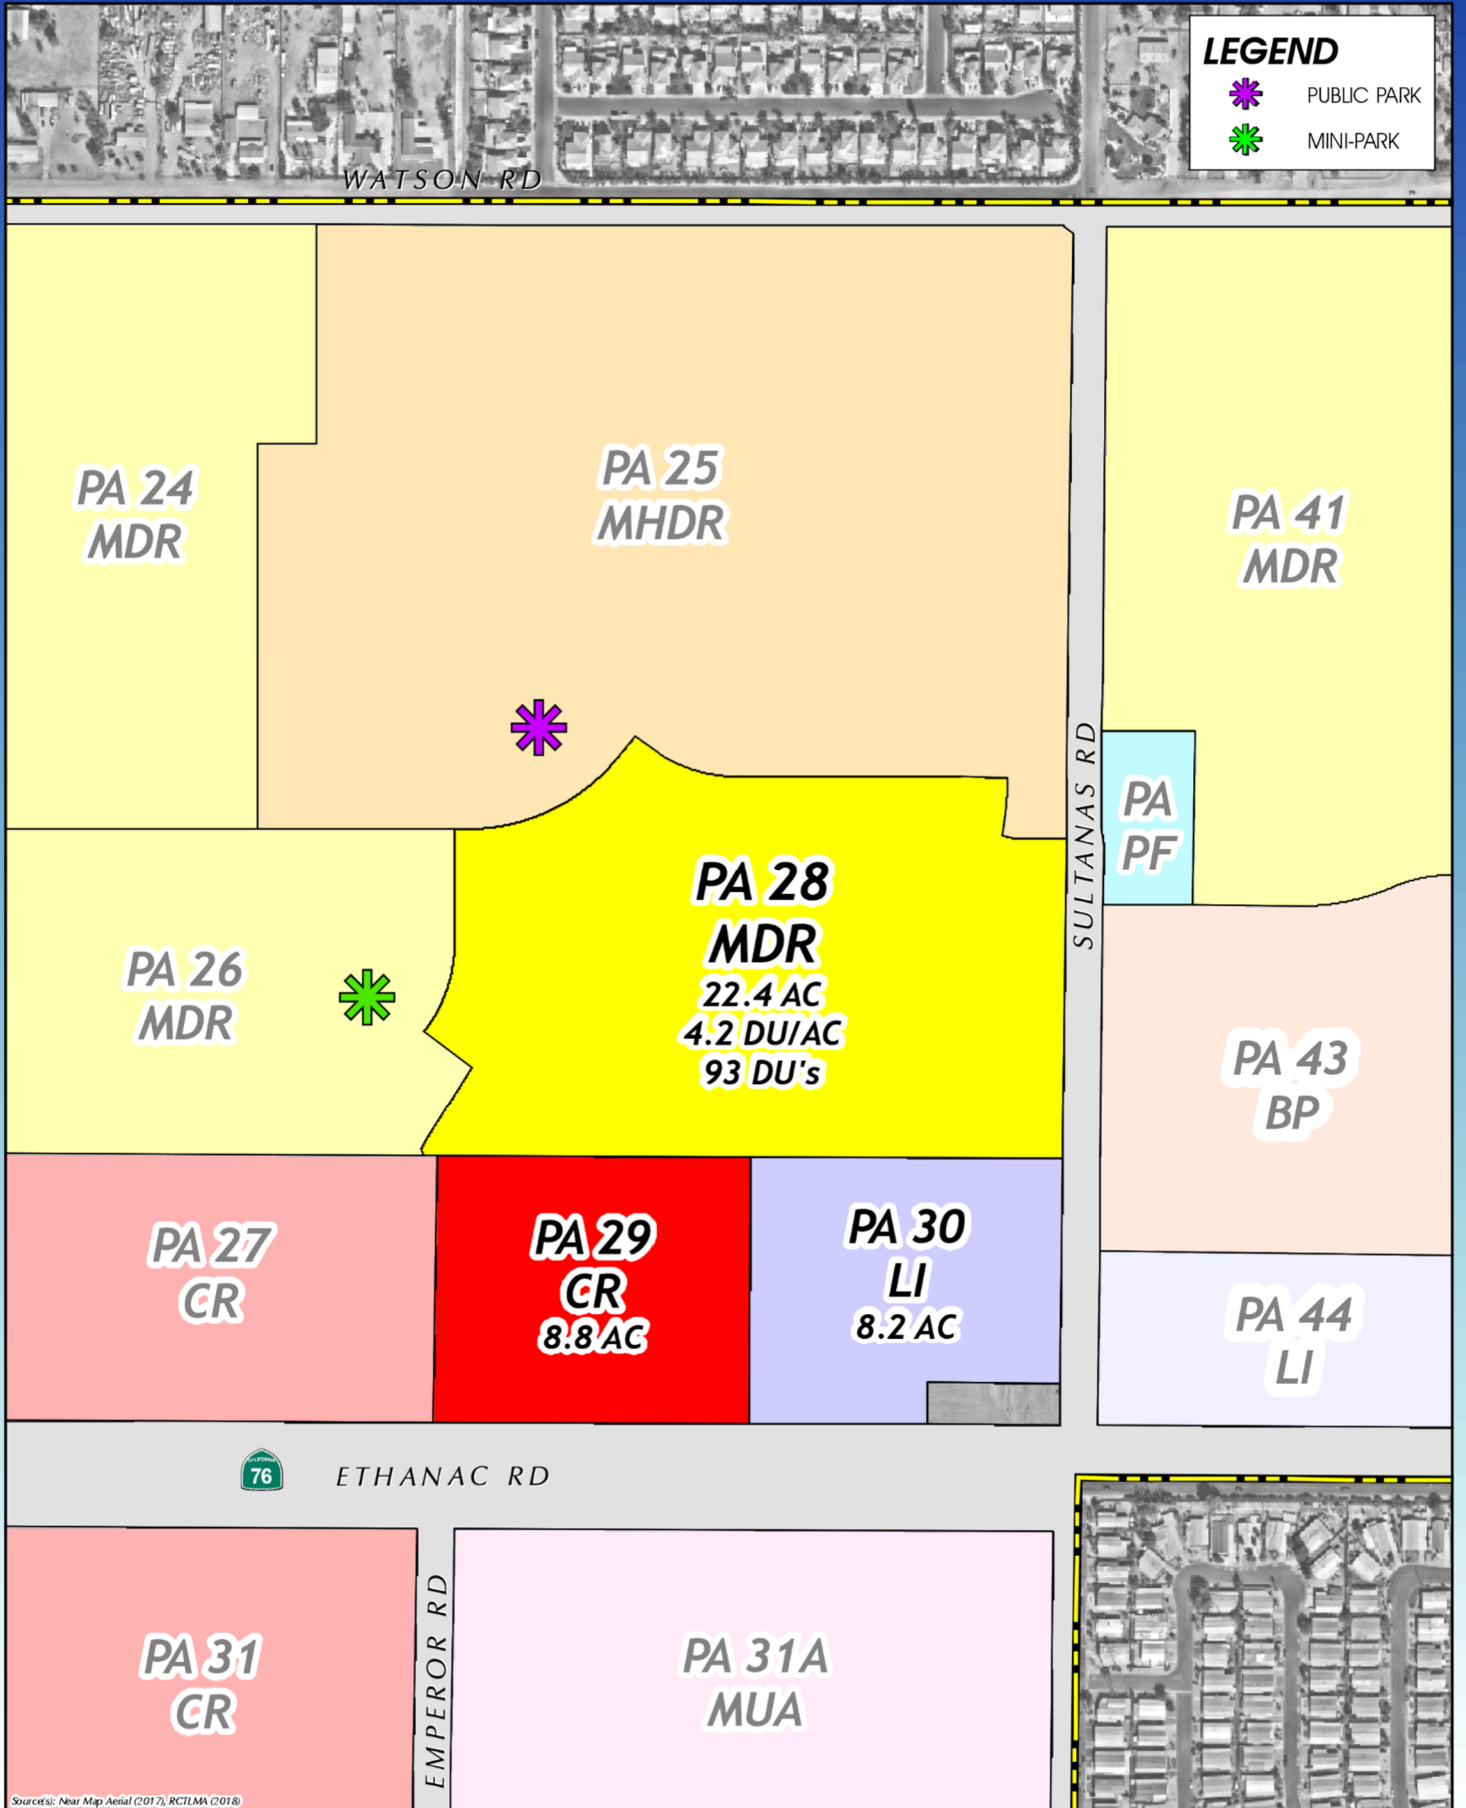 LEGEND
PUBLIC PARK
MINI-PARK
WATSON RD
PA 24
MDR
PA 25
MHDR
PA 41
MDR
SULTANAS RD
PA
PF
PA 28
MDR
22.4 AC
4.2 DU/AC
93 DU's
PA 26
MDR
PA 43
BP
PA 27
CR
PA 29
CR
8.8 AC
PA 30
LI
8.2 AC
PA 44
LI
CALIFORNIA
76
ETHANAC RD
EMPEROR RD
PA 31
CR
PA 31A
MUA
Source(s): Near Map Aerial (2017), RCTLMA (2018)